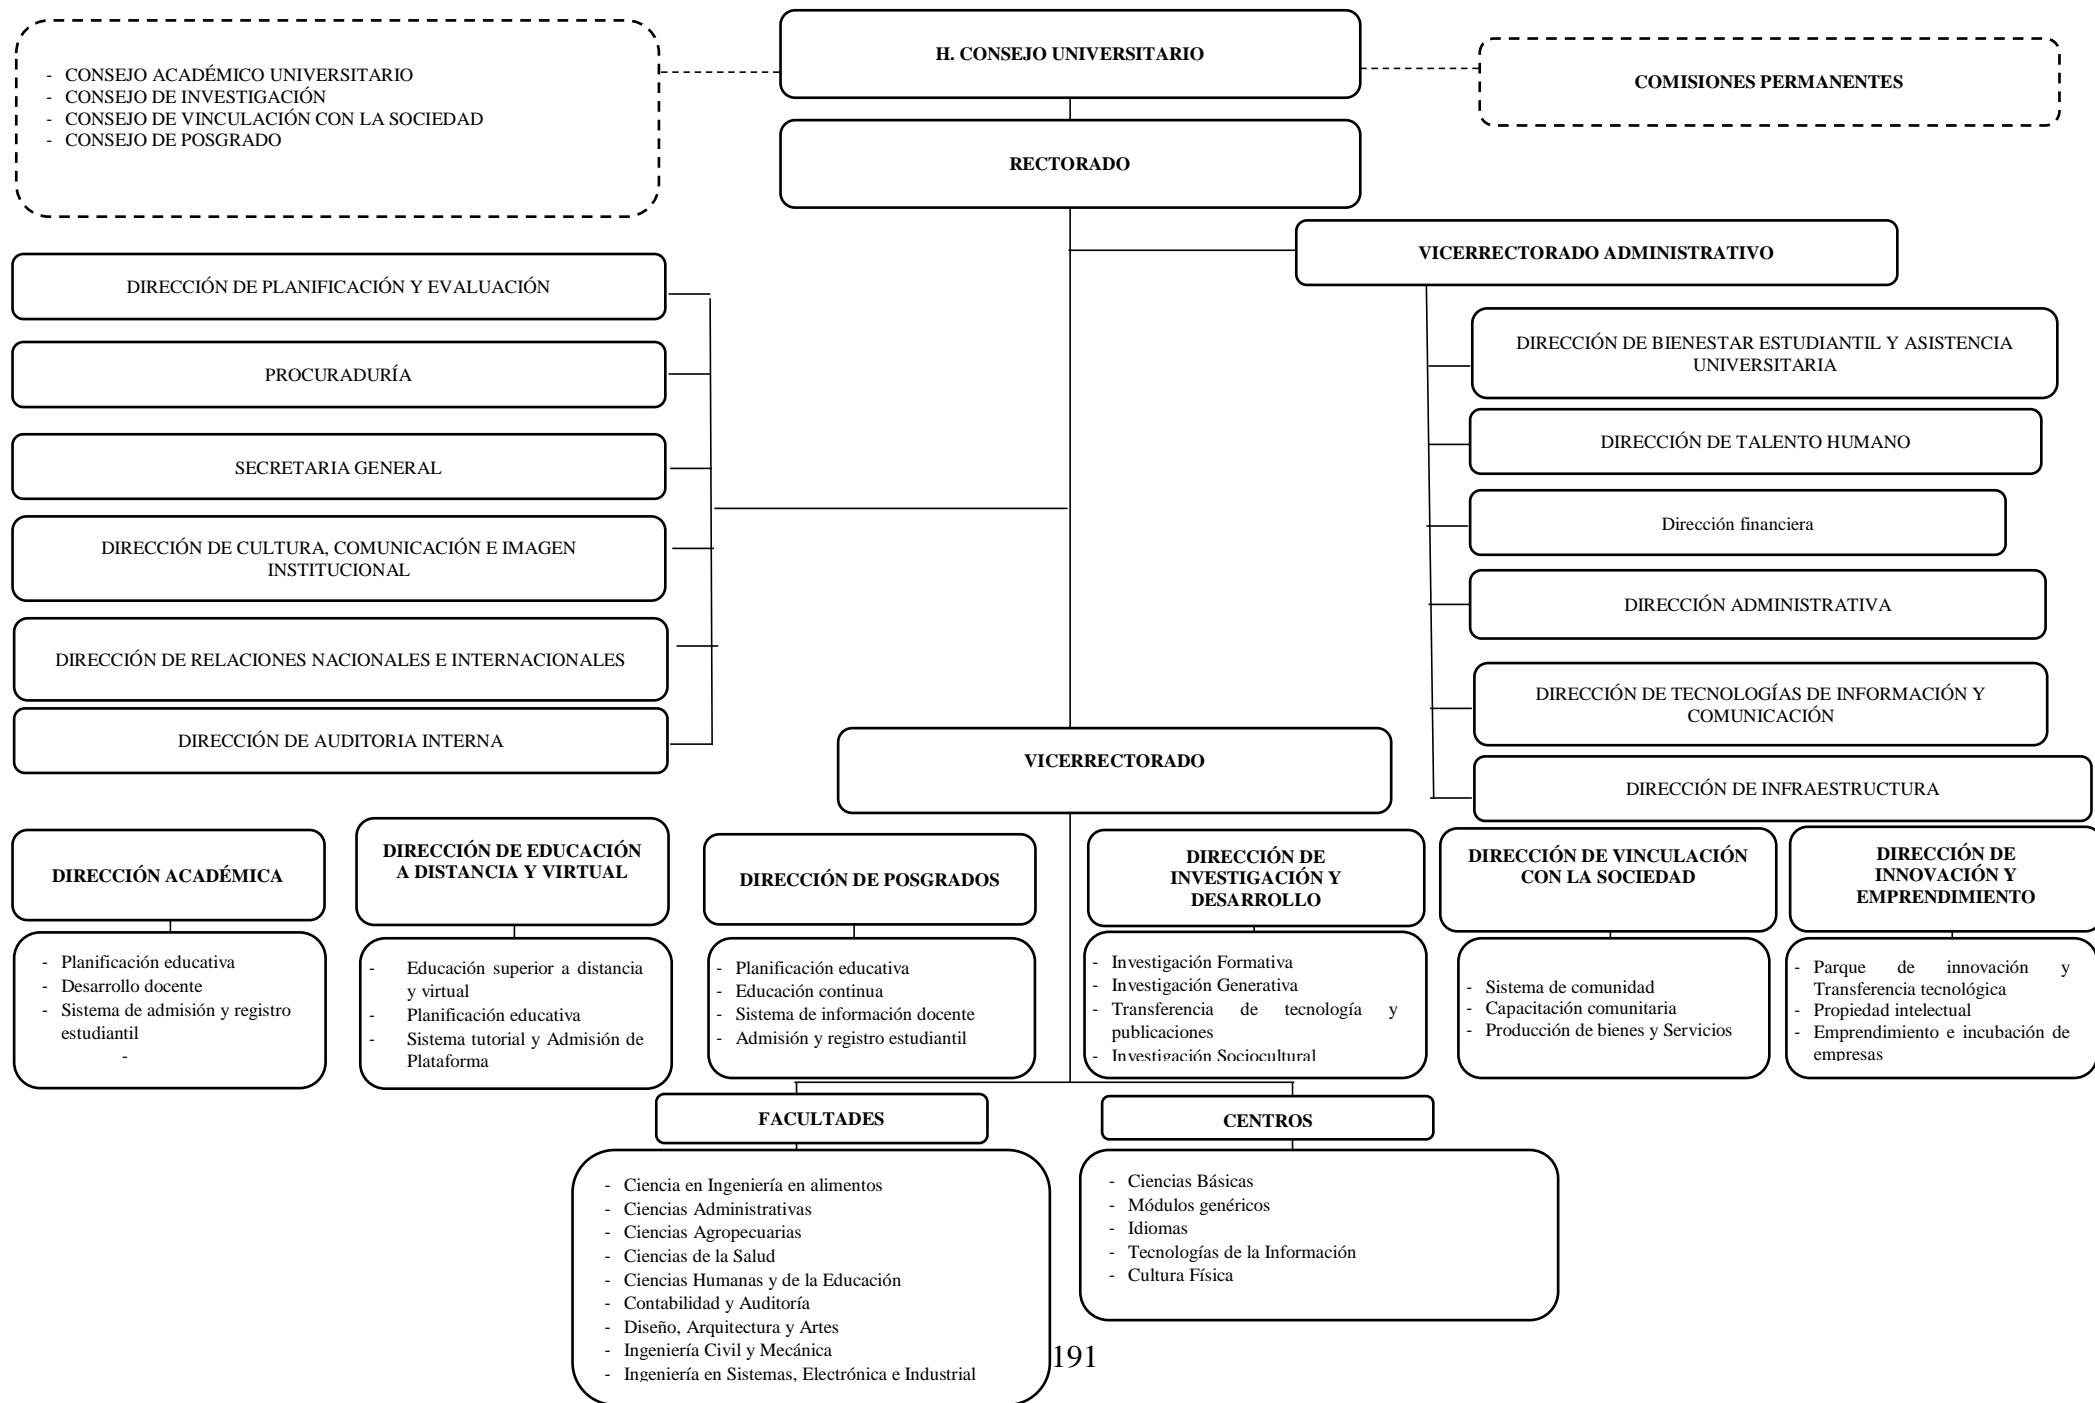 H. CONSEJO UNIVERSITARIO
- CONSEJO ACADÉMICO UNIVERSITARIO
- CONSEJO DE INVESTIGACIÓN
- CONSEJO DE VINCULACIÓN CON LA SOCIEDAD
- CONSEJO DE POSGRADO
COMISIONES PERMANENTES
RECTORADO
VICERRECTORADO ADMINISTRATIVO
DIRECCIÓN DE PLANIFICACIÓN Y EVALUACIÓN
PROCURADURÍA
SECRETARIA GENERAL
DIRECCIÓN DE CULTURA, COMUNICACIÓN E IMAGEN
INSTITUCIONAL
DIRECCIÓN DE RELACIONES NACIONALES E INTERNACIONALES
DIRECCIÓN DE AUDITORIA INTERNA
DIRECCIÓN DE BIENESTAR ESTUDIANTIL Y ASISTENCIA
UNIVERSITARIA
DIRECCIÓN DE TALENTO HUMANO
Dirección financiera
DIRECCIÓN ADMINISTRATIVA
DIRECCIÓN DE TECNOLOGÍAS DE INFORMACIÓN Y
COMUNICACIÓN
DIRECCIÓN DE INFRAESTRUCTURA
VICERRECTORADO
DIRECCIÓN ACADÉMICA
- Planificación educativa
- Desarrollo docente
- Sistema de admisión y registro
estudiantil
-
DIRECCIÓN DE EDUCACIÓN
A DISTANCIA Y VIRTUAL
- Educación superior a distancia
y virtual
- Planificación educativa
- Sistema tutorial y Admisión de
Plataforma
DIRECCIÓN DE POSGRADOS
- Planificación educativa
- Educación continua
- Sistema de información docente
- Admisión y registro estudiantil
DIRECCIÓN DE
INVESTIGACIÓN Y
DESARROLLO
- Investigación Formativa
- Investigación Generativa
- Transferencia de tecnología y
publicaciones
- Investigación Sociocultural
DIRECCIÓN DE VINCULACIÓN
CON LA SOCIEDAD
- Sistema de comunidad
- Capacitación comunitaria
- Producción de bienes y Servicios
DIRECCIÓN DE
INNOVACIÓN Y
EMPRENDIMIENTO
- Parque de innovación y
Transferencia tecnológica
- Propiedad intelectual
- Emprendimiento e incubación de
empresas
FACULTADES
- Ciencia en Ingeniería en alimentos
- Ciencias Administrativas
- Ciencias Agropecuarias
- Ciencias de la Salud
- Ciencias Humanas y de la Educación
- Contabilidad y Auditoría
- Diseño, Arquitectura y Artes
- Ingeniería Civil y Mecánica
- Ingeniería en Sistemas, Electrónica e Industrial
CENTROS
- Ciencias Básicas
- Módulos genéricos
- Idiomas
- Tecnologías de la Información
- Cultura Física
191